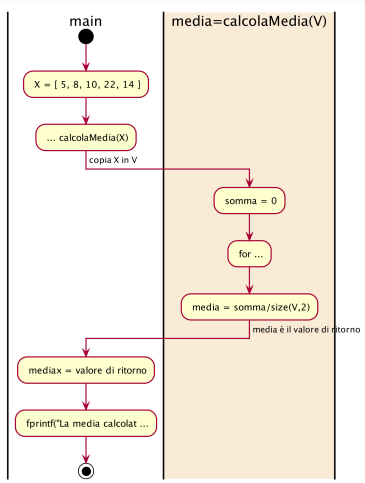 main
media=calcolaMedia(V)
X = [ 5, 8, 10, 22, 14 ]
... calcolaMedia(X)
copia X in V
somma = 0
for ...
media = somma/size(V,2)
media è il valore di ritorno
mediax = valore di ritorno
fprintf("La media calcolat ...